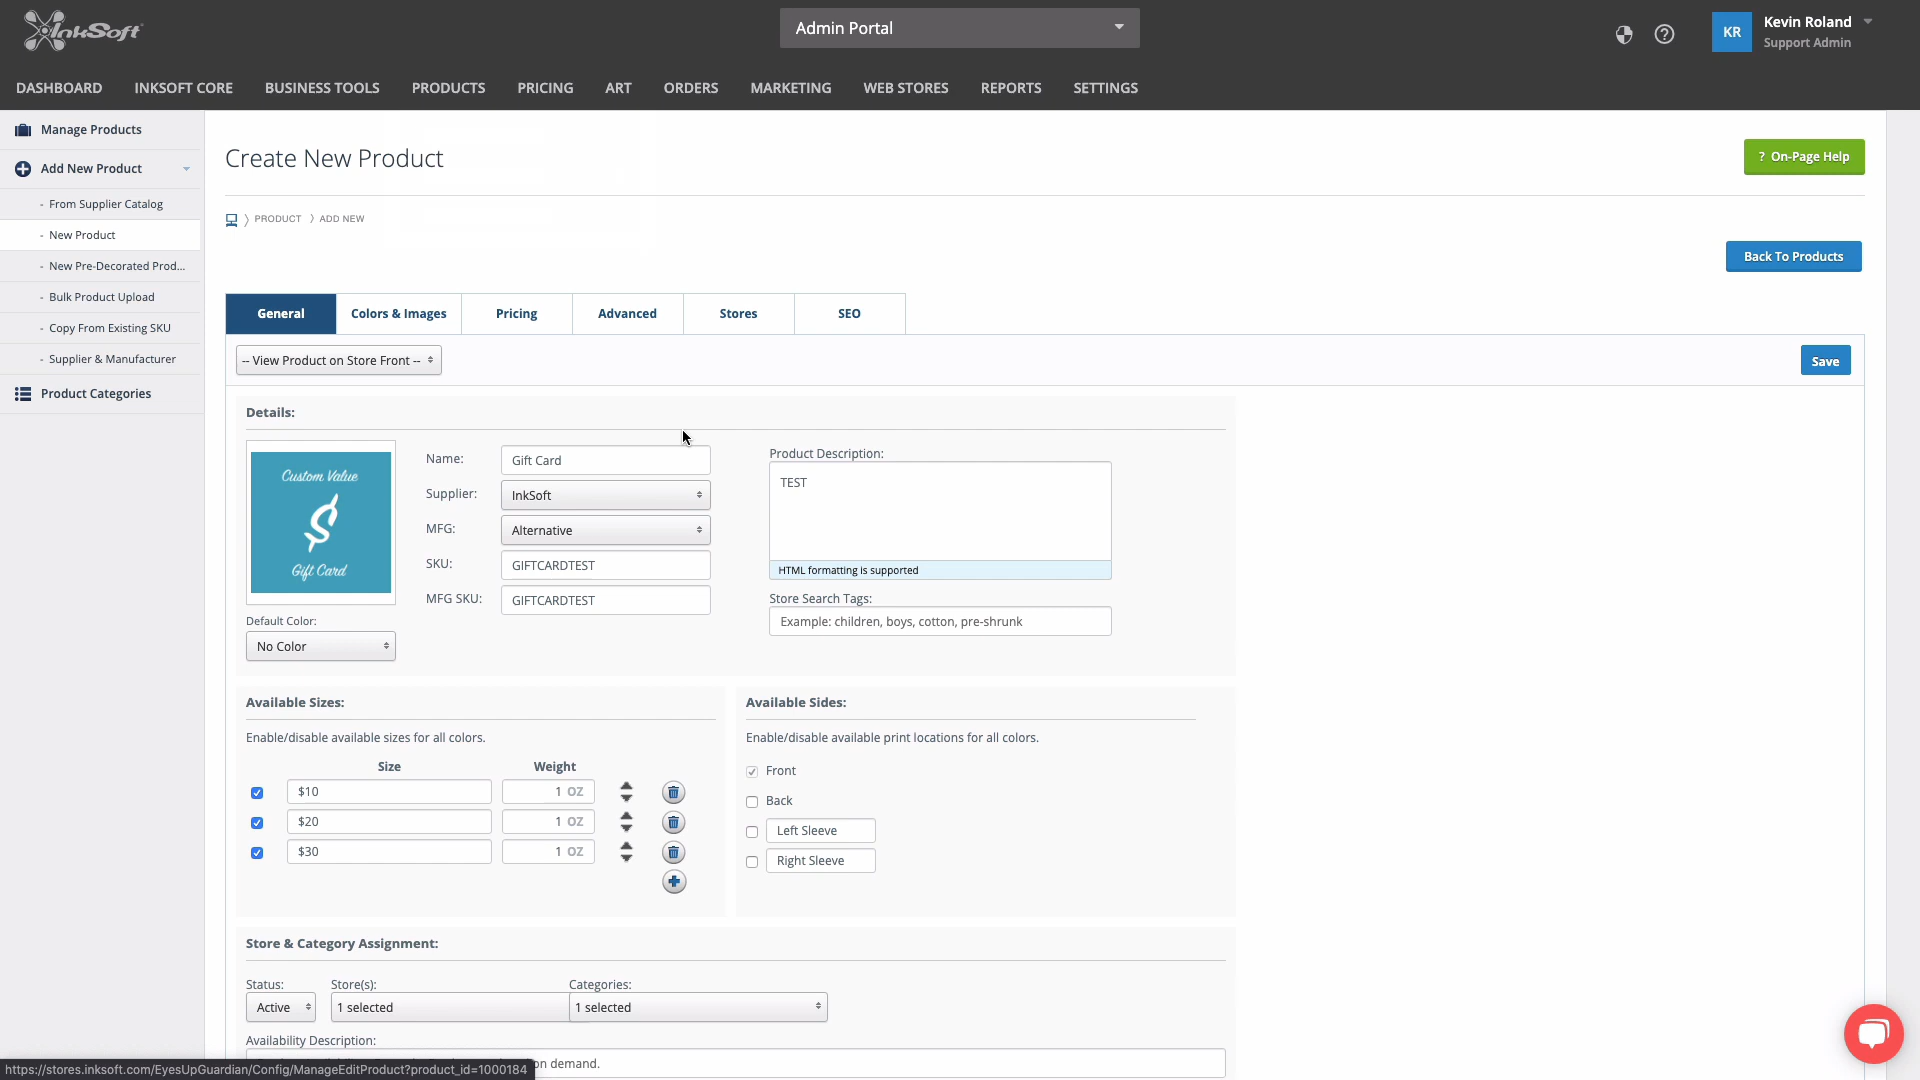 InkSoft
Admin Portal
KR
Kevin Roland
Support Admin
DASHBOARD INKSOFT CORE BUSINESS TOOLS PRODUCTS PRICING ART ORDERS MARKETING WEB STORES REPORTS SETTINGS
Manage Products
Add New Product
- From Supplier Catalog
- New Product
- New Pre-Decorated Prod...
- Bulk Product Upload
- Copy From Existing SKU
- Supplier & Manufacturer
Product Categories
Create New Product
? On-Page Help
PRODUCT ADD NEW
Back To Products
General Colors & Images Pricing Advanced Stores SEO
-- View Product on Store Front --
Save
Details:
Custom Value
$
Gift Card
Default Color:
No Color
Name: Gift Card
Supplier: InkSoft
MFG: Alternative
SKU: GIFTCARDTEST
MFG SKU: GIFTCARDTEST
Product Description:
TEST
HTML formatting is supported
Store Search Tags:
Example: children, boys, cotton, pre-shrunk
Available Sizes:
Enable/disable available sizes for all colors.
Size Weight
$10 1 OZ
$20 1 OZ
$30 1 OZ
Available Sides:
Enable/disable available print locations for all colors.
Front
Back
Left Sleeve
Right Sleeve
Store & Category Assignment:
Status: Store(s): Categories:
Active 1 selected 1 selected
Availability Description:
on demand.
https://stores.inksoft.com/EyesUpGuardian/Config/ManageEditProduct?product_id=1000184